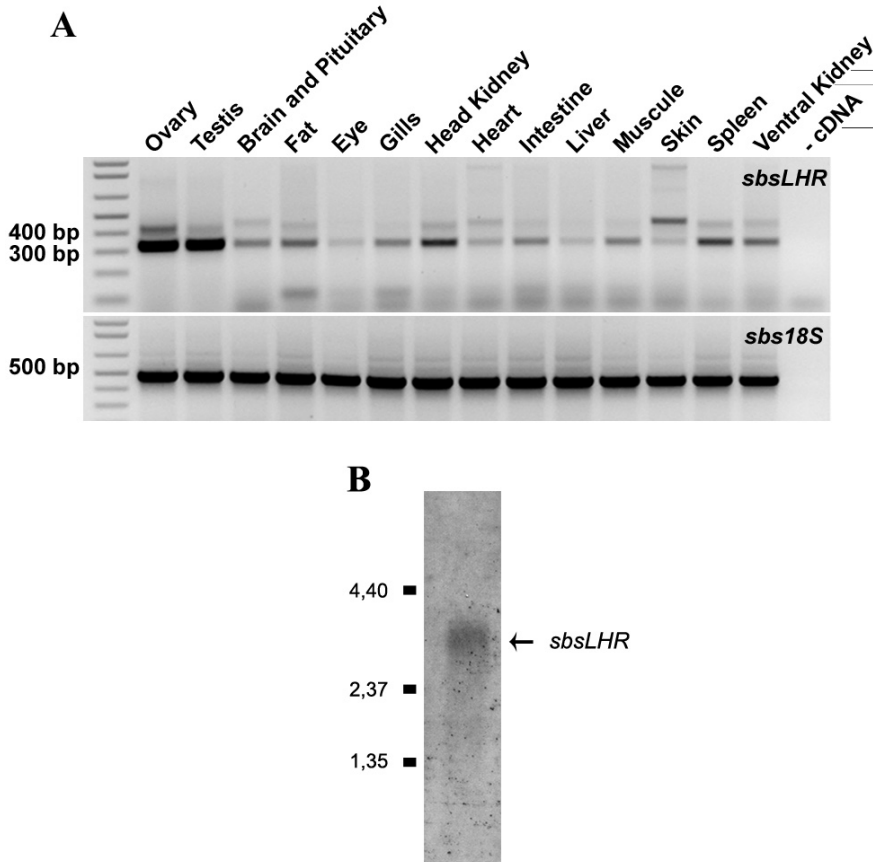 A
Ovary
Testis
Brain and Pituitary
Fat
Eye
Gills
Head Kidney
Heart
Intestine
Liver
Muscule
Skin
Spleen
Ventral Kidney
- cDNA
sbsLHR
400 bp
300 bp
sbs18S
500 bp
B
4,40
sbsLHR
2,37
1,35